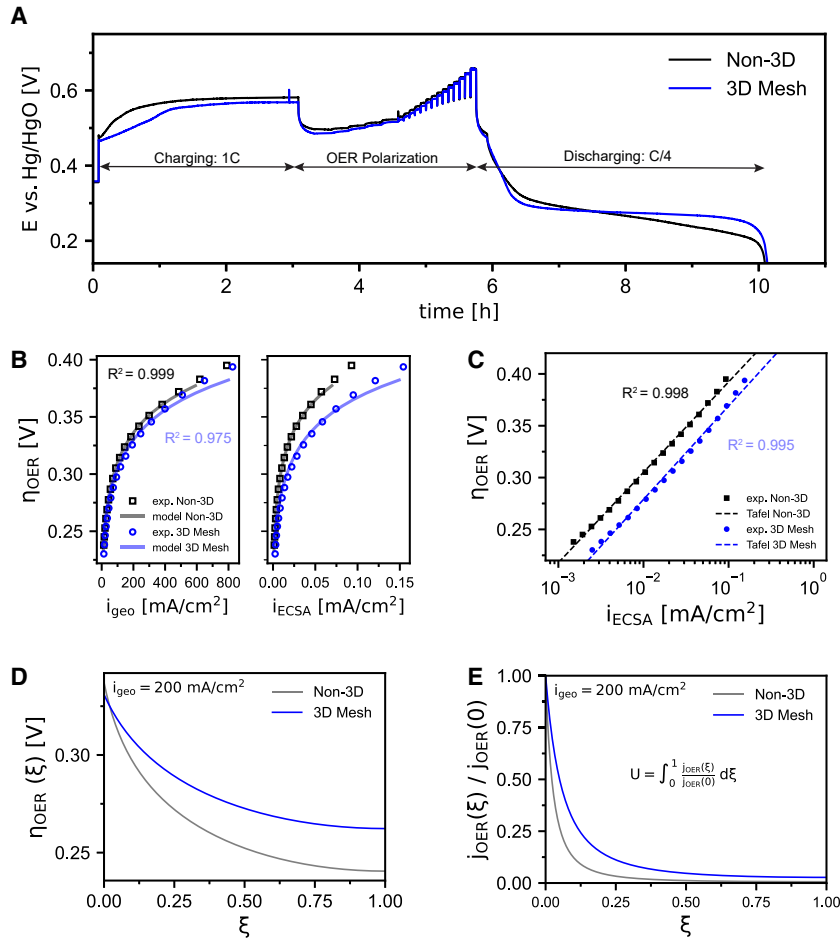 A
E vs. Hg/HgO [V]
0.6
0.4
0.2
Non-3D
3D Mesh
Charging: 1C
OER Polarization
Discharging: C/4
0
2
4
6
8
10
time [h]
B
η_OER [V]
0.40
0.35
0.30
0.25
R² = 0.999
R² = 0.975
exp. Non-3D
model Non-3D
exp. 3D Mesh
model 3D Mesh
0 200 400 600 800
i_geo [mA/cm²]
0.00 0.05 0.10 0.15
i_ECSA [mA/cm²]
C
η_OER [V]
0.40
0.35
0.30
0.25
R² = 0.998
R² = 0.995
exp. Non-3D
Tafel Non-3D
exp. 3D Mesh
Tafel 3D Mesh
10⁻³ 10⁻² 10⁻¹ 10⁰
i_ECSA [mA/cm²]
D
η_OER (ξ) [V]
0.30
0.25
i_geo = 200 mA/cm²
Non-3D
3D Mesh
0.00 0.25 0.50 0.75 1.00
ξ
E
j_OER(ξ) / j_OER(0)
1.00
0.75
0.50
0.25
0.00
i_geo = 200 mA/cm²
Non-3D
3D Mesh
U = ∫₀¹ j_OER(ξ)/j_OER(0) dξ
0.00 0.25 0.50 0.75 1.00
ξ